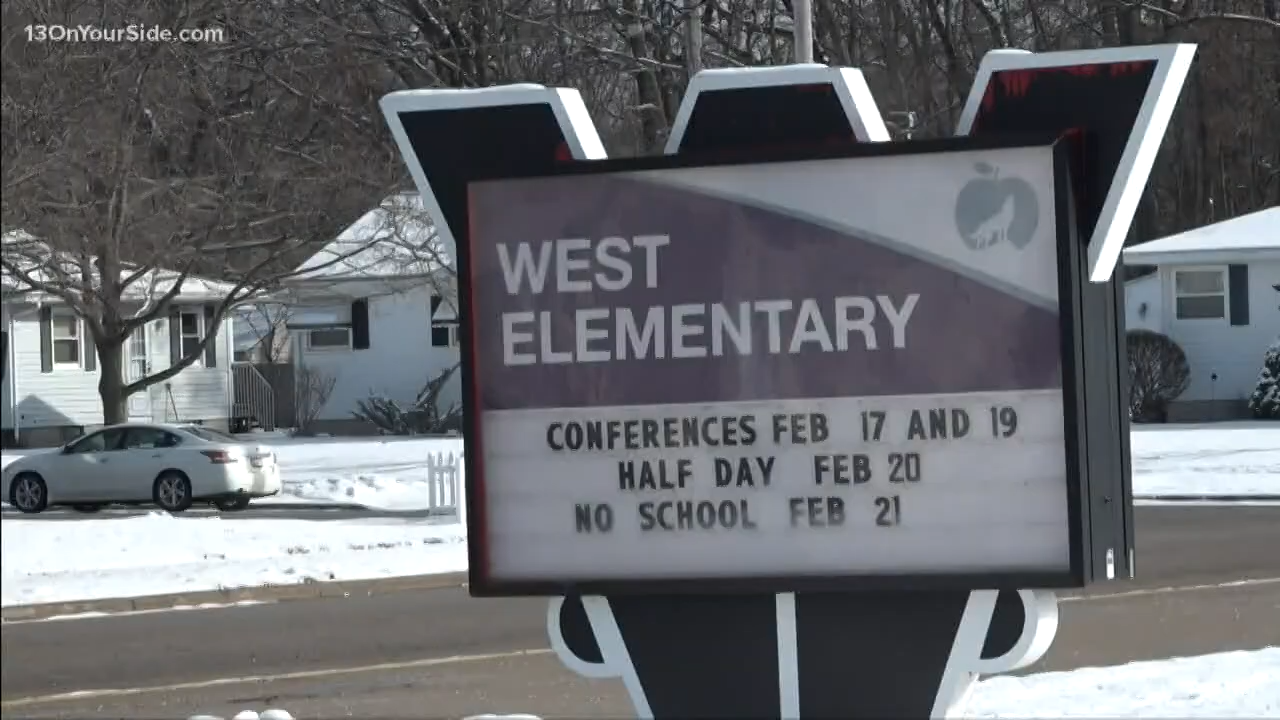 13OnYourSide.com
WEST
ELEMENTARY
CONFERENCES FEB 17 AND 19
HALF DAY FEB 20
NO SCHOOL FEB 21